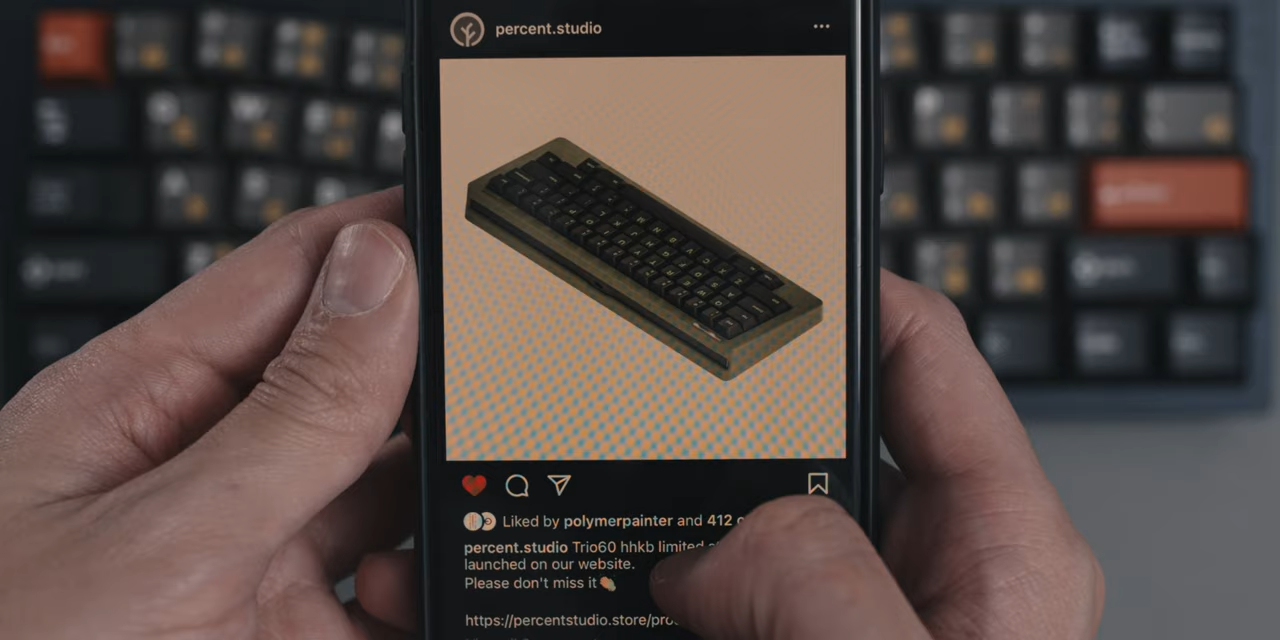 percent.studio
Liked by polymerpainter and 412
percent.studio Trio60 hhkb limited
launched on our website.
Please don't miss it
https://percentstudio.store/pro